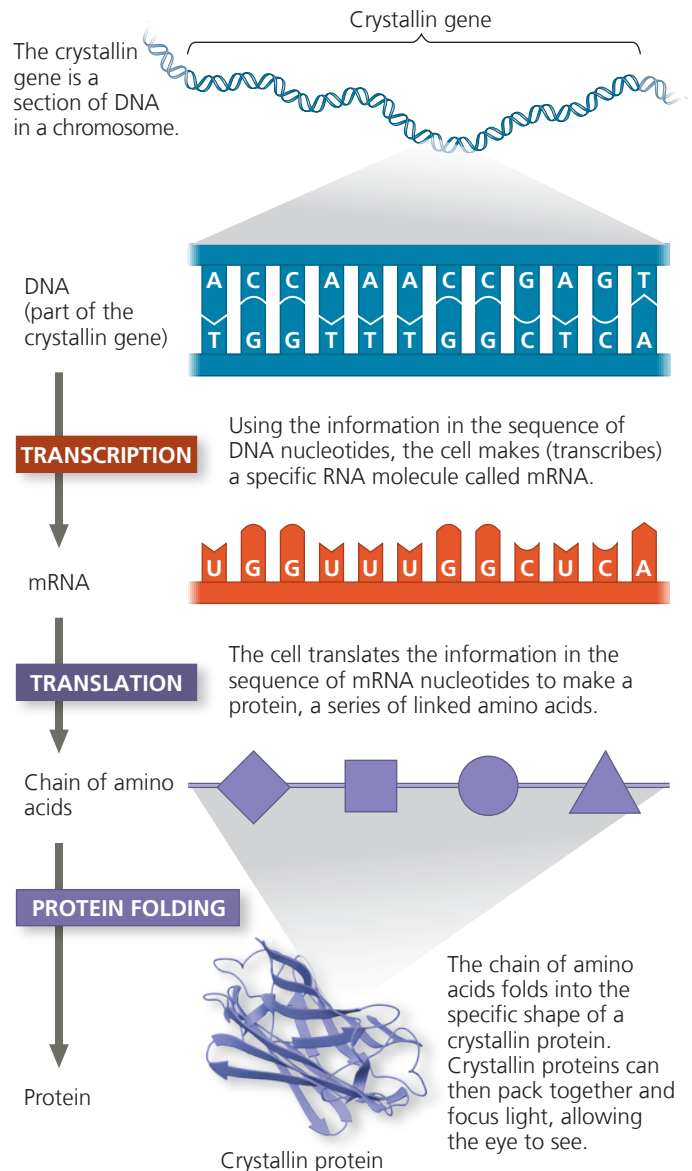 Crystallin gene
The crystallin
gene is a
section of DNA
in a chromosome.
A C C A A A C C G A G T
DNA
(part of the
crystallin gene)
T G G T T T G G C T C A
TRANSCRIPTION
Using the information in the sequence of
DNA nucleotides, the cell makes (transcribes)
a specific RNA molecule called mRNA.
U G G U U U G G C U C A
mRNA
TRANSLATION
The cell translates the information in the
sequence of mRNA nucleotides to make a
protein, a series of linked amino acids.
Chain of amino
acids
PROTEIN FOLDING
The chain of amino
acids folds into the
specific shape of a
crystallin protein.
Crystallin proteins can
then pack together and
focus light, allowing
the eye to see.
Protein
Crystallin protein